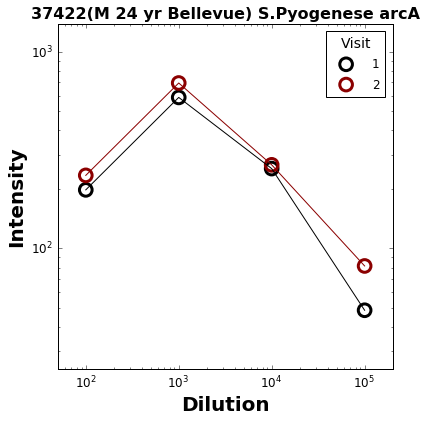 37422(M 24 yr Bellevue) S.Pyogenese arcA
Visit
1
2
Intensity
10³
10²
10² 10³ 10⁴ 10⁵
Dilution